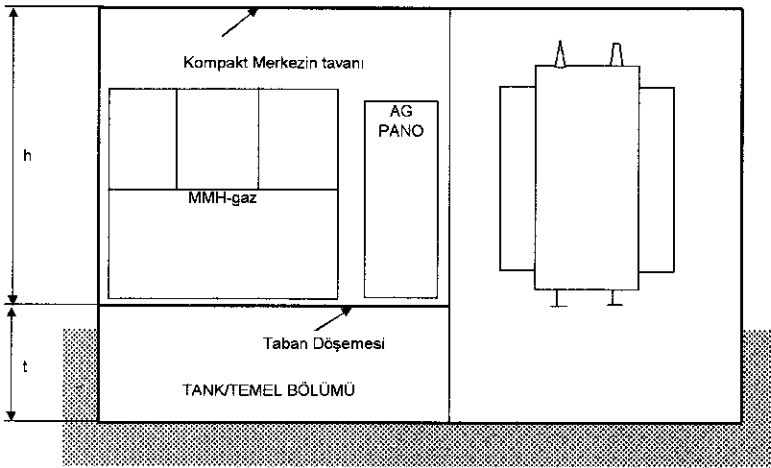 Kompakt Merkezin tavanı
AG
PANO
h
MMH-gaz
Taban Döşemesi
t
TANK/TEMEL BÖLÜMÜ